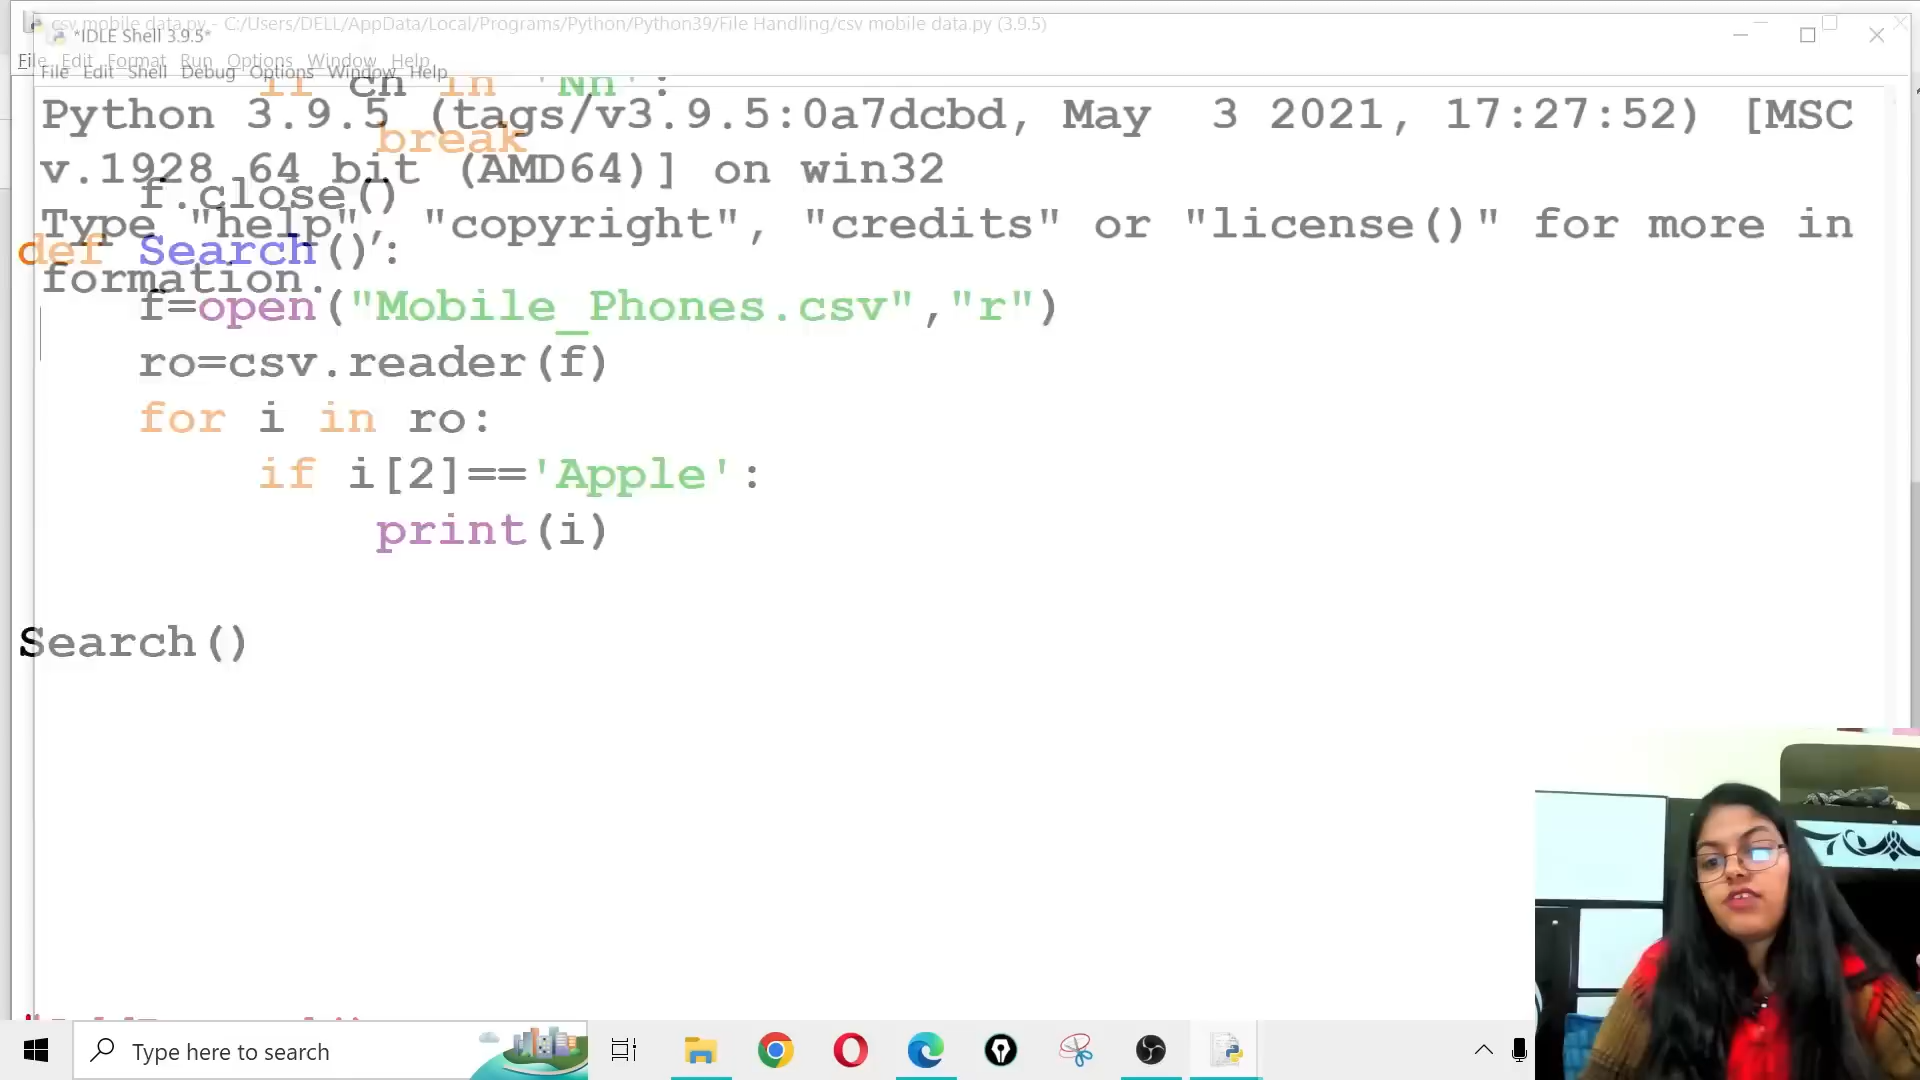 csv mobile data.py - C:/Users/DELL/AppData/Local/Programs/Python/Python39/File Handling/csv mobile data.py (3.9.5)
*IDLE Shell 3.9.5*
File Edit Format Run Options Window Help
File Edit Shell Debug Options Window Help
if ch in 'Nn':
Python 3.9.5 (tags/v3.9.5:0a7dcbd, May 3 2021, 17:27:52) [MSC
break
v.1928 64 bit (AMD64)] on win32
f.close()
Type "help", "copyright", "credits" or "license()" for more in
def Search():
formation.
f=open("Mobile_Phones.csv","r")
ro=csv.reader(f)
for i in ro:
if i[2]=='Apple':
print(i)
Search()
Type here to search